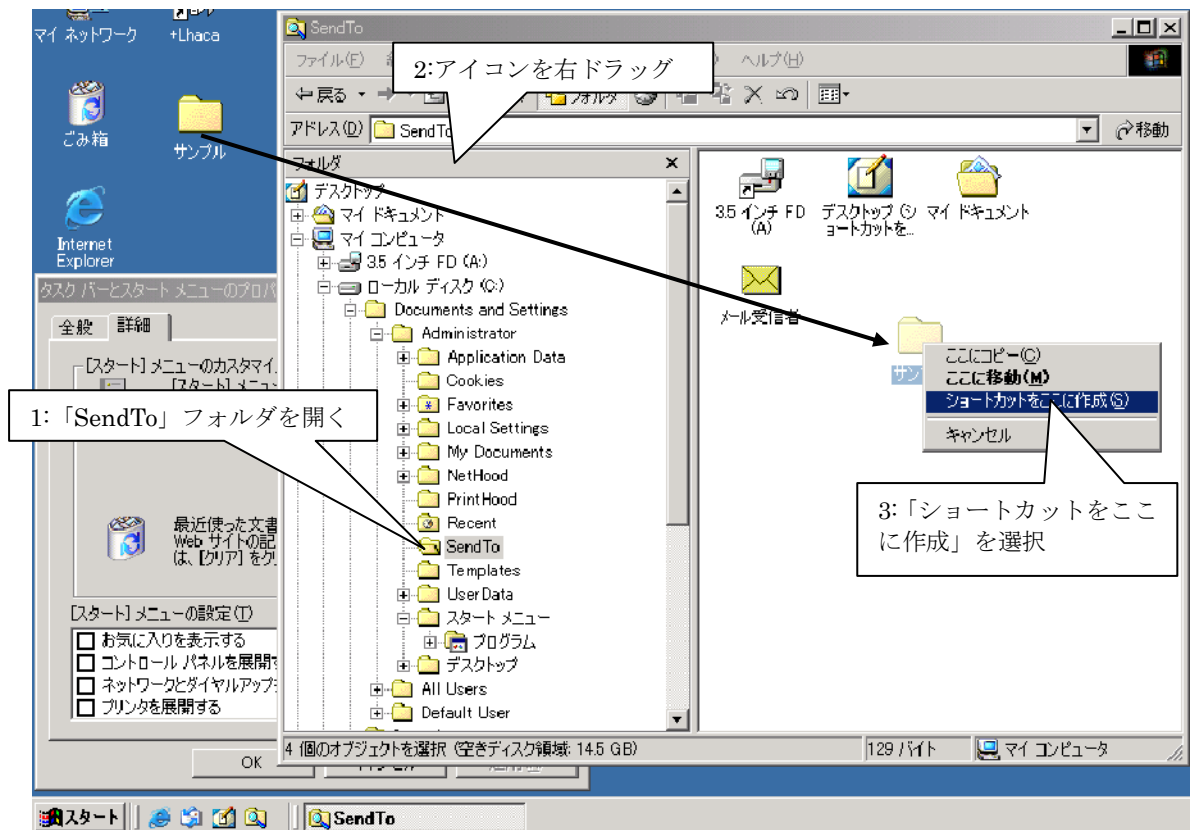 マイ ネットワーク
+Lhaca
ごみ箱
サンプル
Internet
Explorer
SendTo
ファイル(F)
ヘルプ(H)
2:アイコンを右ドラッグ
戻る
フォルダ
アドレス(D)
SendTo
移動
フォルダ
デスクトップ
マイ ドキュメント
マイ コンピュータ
3.5 インチ FD (A:)
ローカル ディスク (C:)
Documents and Settings
Administrator
Application Data
Cookies
Favorites
Local Settings
My Documents
NetHood
PrintHood
Recent
SendTo
Templates
UserData
スタート メニュー
プログラム
デスクトップ
All Users
Default User
3.5 インチ FD
(A)
デスクトップ (シ
ョートカットを...
マイ ドキュメント
メール受信者
サン
ここにコピー(C)
ここに移動(M)
ショートカットをここに作成(S)
キャンセル
3:「ショートカットをここ
に作成」を選択
1:「SendTo」フォルダを開く
タスク バーとスタート メニューのプロパ
全般
詳細
[スタート] メニューのカスタマイ
[スタート] メニュー
最近使った文書
Web サイトの記
は、[クリア] をク
[スタート] メニューの設定(T)
お気に入りを表示する
コントロール パネルを展開す
ネットワークとダイヤルアップ
プリンタを展開する
OK
4 個のオブジェクトを選択 (空きディスク領域: 14.5 GB)
129 バイト
マイ コンピュータ
スタート
SendTo